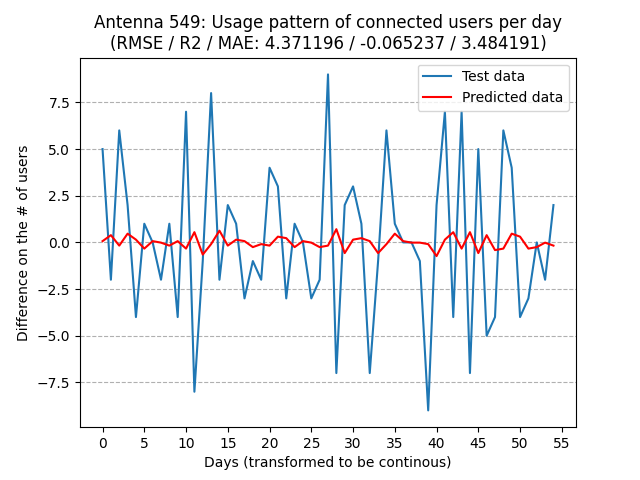 Antenna 549: Usage pattern of connected users per day
(RMSE / R2 / MAE: 4.371196 / -0.065237 / 3.484191)
Test data
Predicted data
Difference on the # of users
7.5
5.0
2.5
0.0
−2.5
−5.0
−7.5
0 5 10 15 20 25 30 35 40 45 50 55
Days (transformed to be continous)